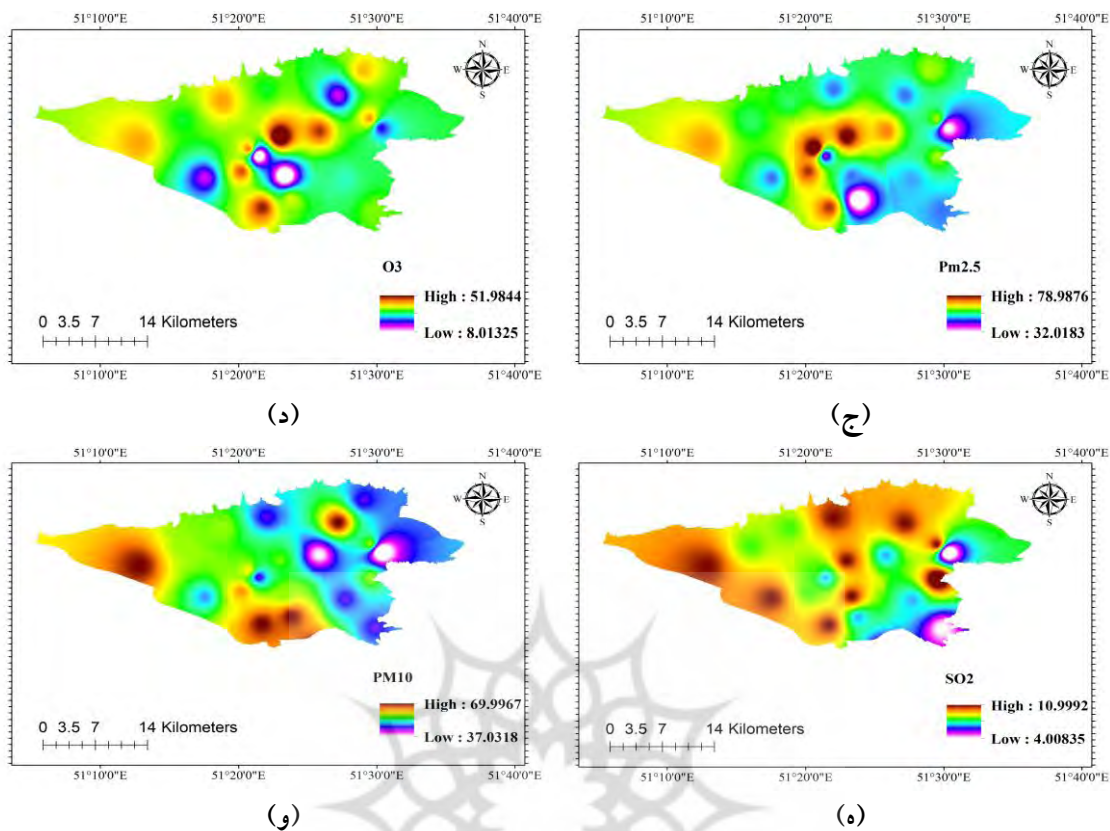 51°10'0"E 51°20'0"E 51°30'0"E 51°40'0"E
N
W E
S
O3
High : 51.9844
Low : 8.01325
0 3.5 7 14 Kilometers
51°10'0"E 51°20'0"E 51°30'0"E 51°40'0"E
(د)
51°10'0"E 51°20'0"E 51°30'0"E 51°40'0"E
N
W E
S
Pm2.5
High : 78.9876
Low : 32.0183
0 3.5 7 14 Kilometers
51°10'0"E 51°20'0"E 51°30'0"E 51°40'0"E
(ج)
51°10'0"E 51°20'0"E 51°30'0"E 51°40'0"E
N
W E
S
PM10
High : 69.9967
Low : 37.0318
0 3.5 7 14 Kilometers
51°10'0"E 51°20'0"E 51°30'0"E 51°40'0"E
(و)
51°10'0"E 51°20'0"E 51°30'0"E 51°40'0"E
N
W E
S
SO2
High : 10.9992
Low : 4.00835
0 3.5 7 14 Kilometers
51°10'0"E 51°20'0"E 51°30'0"E 51°40'0"E
(ه)